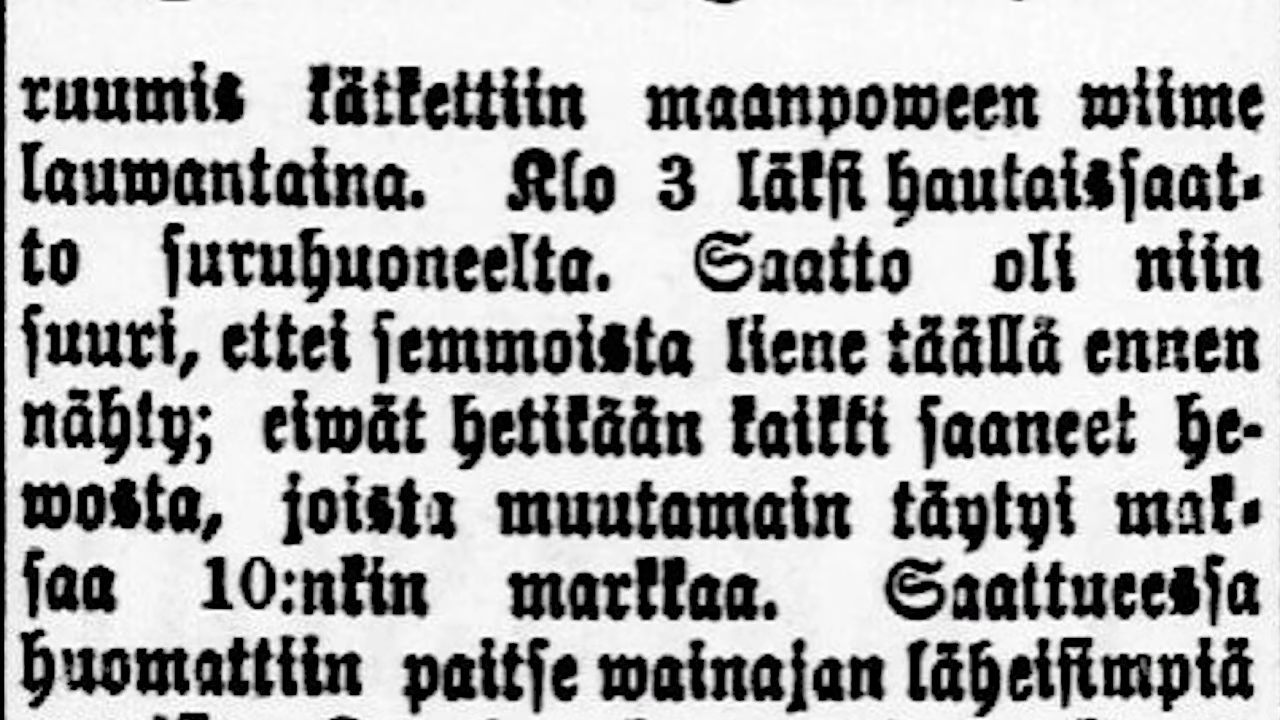 ruumis kätkettiin maanpoween wiime
lauwantaina. Klo 3 läksi hautaissaat-
to suruhuoneelta. Saatto oli niin
suuri, ettei semmoista liene täällä ennen
nähty; eiwät hetikään kaikki saaneet he-
wosta, joista muutamain täytyi mak-
saa 10:nkin markkaa. Saattueessa
huomattiin paitse wainajan läheisimpiä